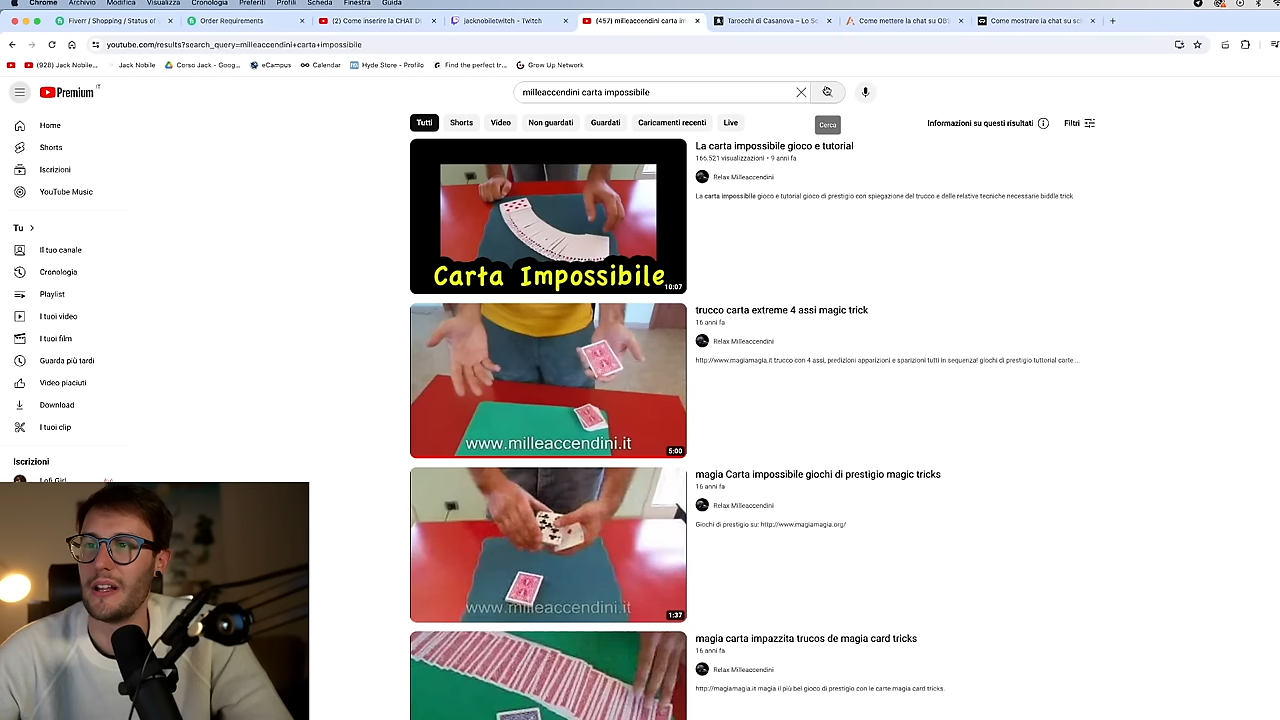 Chrome Archivio Modifica Visualizza Cronologia Preferiti Profili Scheda Finestra Guida
Fiverr / Shopping / Status of
Order Requirements
(2) Come inserire la CHAT D
jacknobiletwitch - Twitch
(457) milleaccendini carta im
Tarocchi di Casanova – Lo Sc
Come mettere la chat su OBS
Come mostrare la chat su sc
youtube.com/results?search_query=milleaccendini+carta+impossibile
(928) Jack Nobile...
Jack Nobile
Corso Jack - Goog...
eCampus
Calendar
Hyde Store - Profilo
Find the perfect tr...
Grow Up Network
Premium IT
milleaccendini carta impossibile
Cerca
Tutti
Shorts
Video
Non guardati
Guardati
Caricamenti recenti
Live
Informazioni su questi risultati
Filtri
Home
Shorts
Iscrizioni
YouTube Music
Tu
Il tuo canale
Cronologia
Playlist
I tuoi video
I tuoi film
Guarda più tardi
Video piaciuti
Download
I tuoi clip
Iscrizioni
Lofi Girl
Carta Impossibile
10:07
La carta impossibile gioco e tutorial
166.521 visualizzazioni • 9 anni fa
Relax Milleaccendini
La carta impossibile gioco e tutorial gioco di prestigio con spiegazione del trucco e delle relative tecniche necessarie biddle trick
www.milleaccendini.it
5:00
trucco carta extreme 4 assi magic trick
16 anni fa
Relax Milleaccendini
http://www.magiamagia.it trucco con 4 assi, predizioni apparizioni e sparizioni tutti in sequenza! giochi di prestigio tutturial carte ...
www.milleaccendini.it
1:37
magia Carta impossibile giochi di prestigio magic tricks
16 anni fa
Relax Milleaccendini
Giochi di prestigio su: http://www.magiamagia.org/
magia carta impazzita trucos de magia card tricks
16 anni fa
Relax Milleaccendini
http://magiamagia.it magia il più bel gioco di prestigio con le carte magia card tricks.